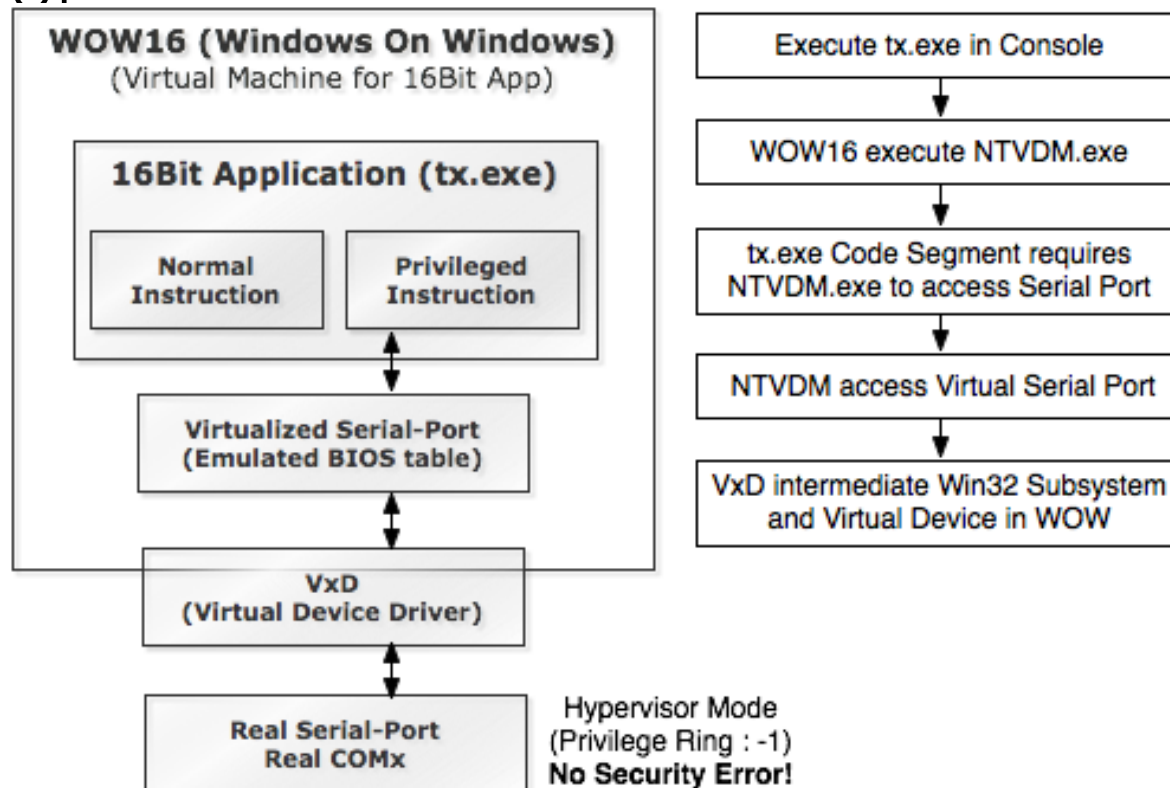 WOW16 (Windows On Windows)
(Virtual Machine for 16Bit App)
16Bit Application (tx.exe)
Normal
Instruction
Privileged
Instruction
Virtualized Serial-Port
(Emulated BIOS table)
VxD
(Virtual Device Driver)
Real Serial-Port
Real COMx
Hypervisor Mode
(Privilege Ring : -1)
No Security Error!
Execute tx.exe in Console
WOW16 execute NTVDM.exe
tx.exe Code Segment requires
NTVDM.exe to access Serial Port
NTVDM access Virtual Serial Port
VxD intermediate Win32 Subsystem
and Virtual Device in WOW